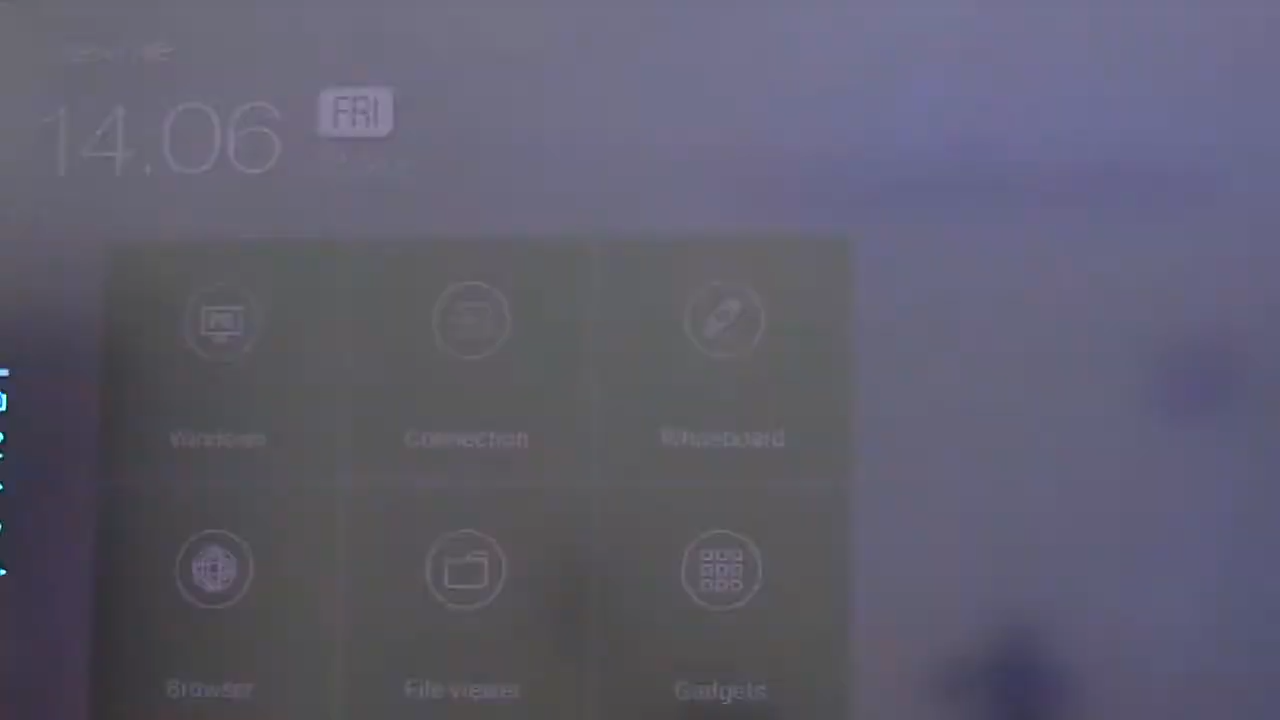 14.06
FRI
Windows
Connection
Whiteboard
Browser
File viewer
Gadgets